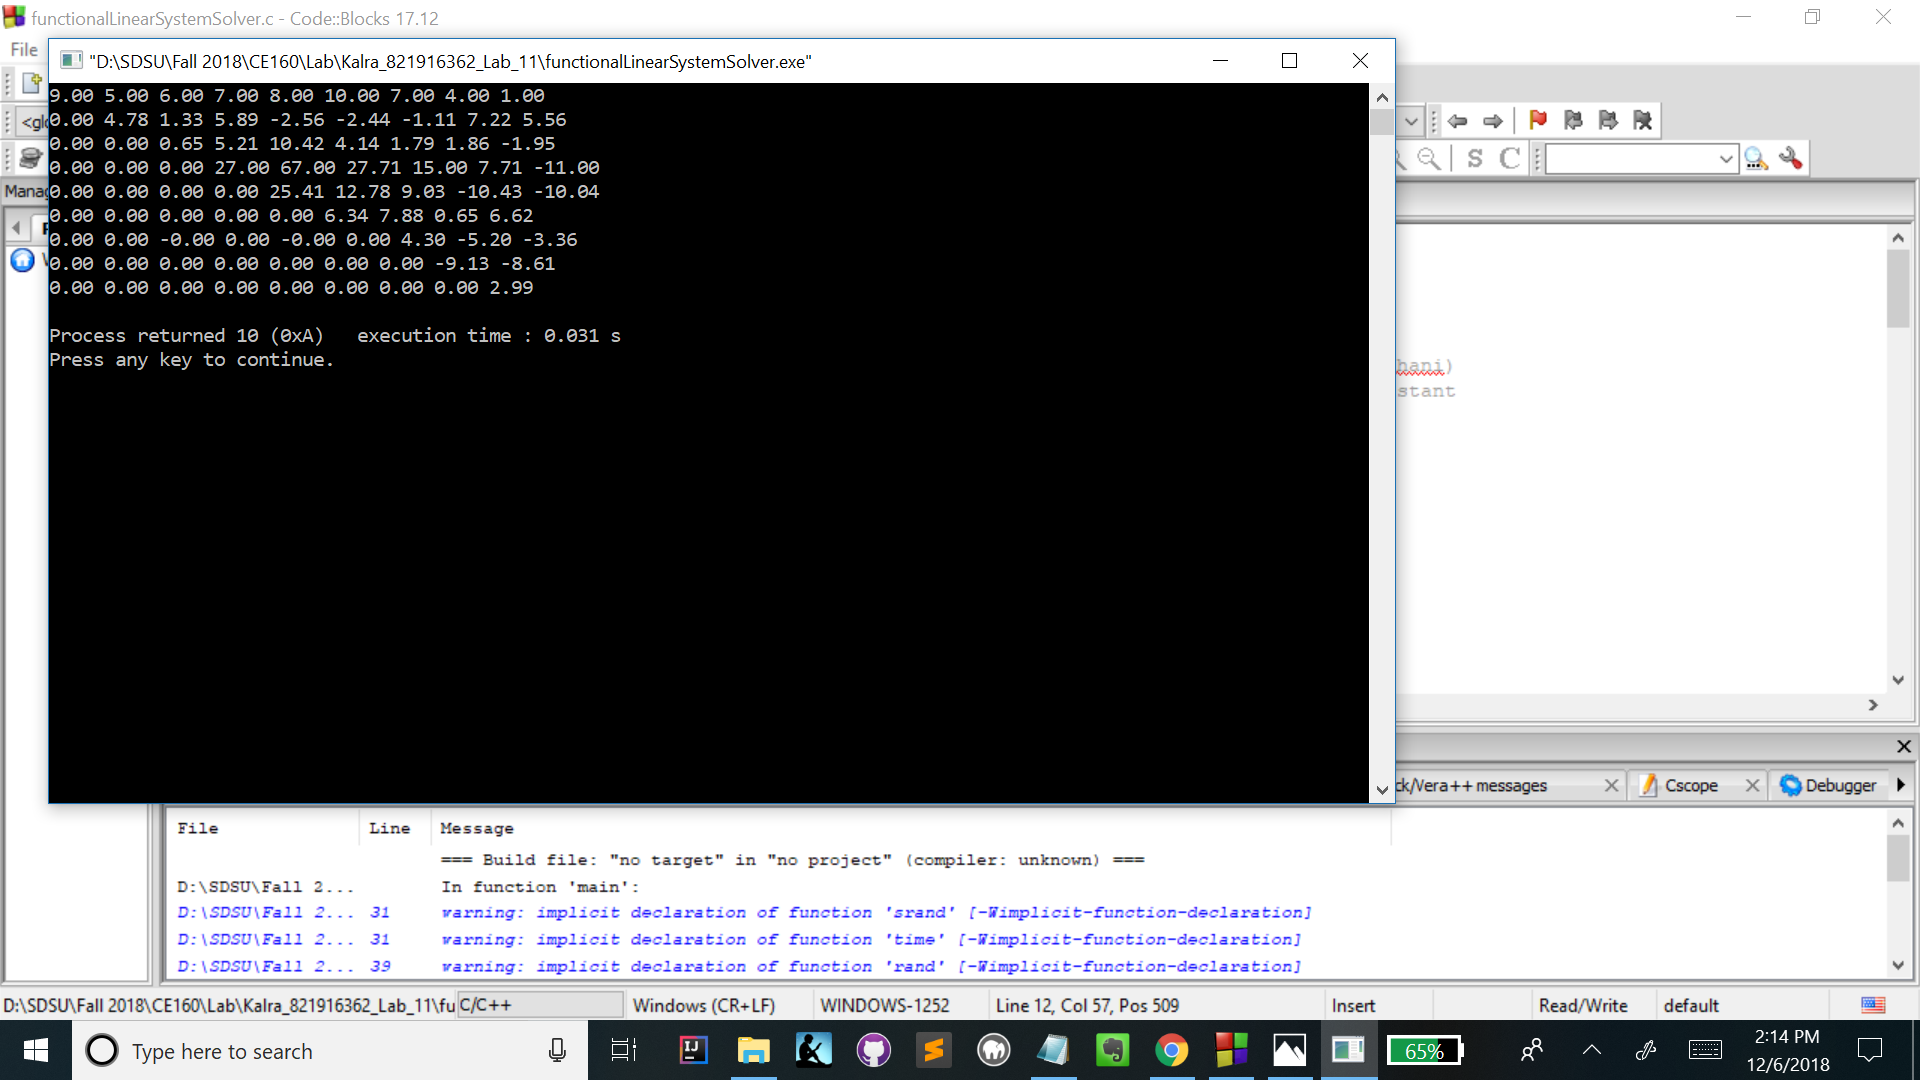 functionalLinearSystemSolver.c - Code::Blocks 17.12
File
"D:\SDSU\Fall 2018\CE160\Lab\Kalra_821916362_Lab_11\functionalLinearSystemSolver.exe"
9.00 5.00 6.00 7.00 8.00 10.00 7.00 4.00 1.00
0.00 4.78 1.33 5.89 -2.56 -2.44 -1.11 7.22 5.56
0.00 0.00 0.65 5.21 10.42 4.14 1.79 1.86 -1.95
0.00 0.00 0.00 27.00 67.00 27.71 15.00 7.71 -11.00
0.00 0.00 0.00 0.00 25.41 12.78 9.03 -10.43 -10.04
0.00 0.00 0.00 0.00 0.00 6.34 7.88 0.65 6.62
0.00 0.00 -0.00 0.00 -0.00 0.00 4.30 -5.20 -3.36
0.00 0.00 0.00 0.00 0.00 0.00 0.00 -9.13 -8.61
0.00 0.00 0.00 0.00 0.00 0.00 0.00 0.00 2.99
Process returned 10 (0xA)   execution time : 0.031 s
Press any key to continue.
<glo
S C
Manag
hani)
stant
ck/Vera++ messages
Cscope
Debugger
File Line Message
=== Build file: "no target" in "no project" (compiler: unknown) ===
D:\SDSU\Fall 2... In function 'main':
D:\SDSU\Fall 2... 31 warning: implicit declaration of function 'srand' [-Wimplicit-function-declaration]
D:\SDSU\Fall 2... 31 warning: implicit declaration of function 'time' [-Wimplicit-function-declaration]
D:\SDSU\Fall 2... 39 warning: implicit declaration of function 'rand' [-Wimplicit-function-declaration]
D:\SDSU\Fall 2018\CE160\Lab\Kalra_821916362_Lab_11\fu C/C++ Windows (CR+LF) WINDOWS-1252 Line 12, Col 57, Pos 509 Insert Read/Write default
Type here to search
IJ
65%
2:14 PM
12/6/2018